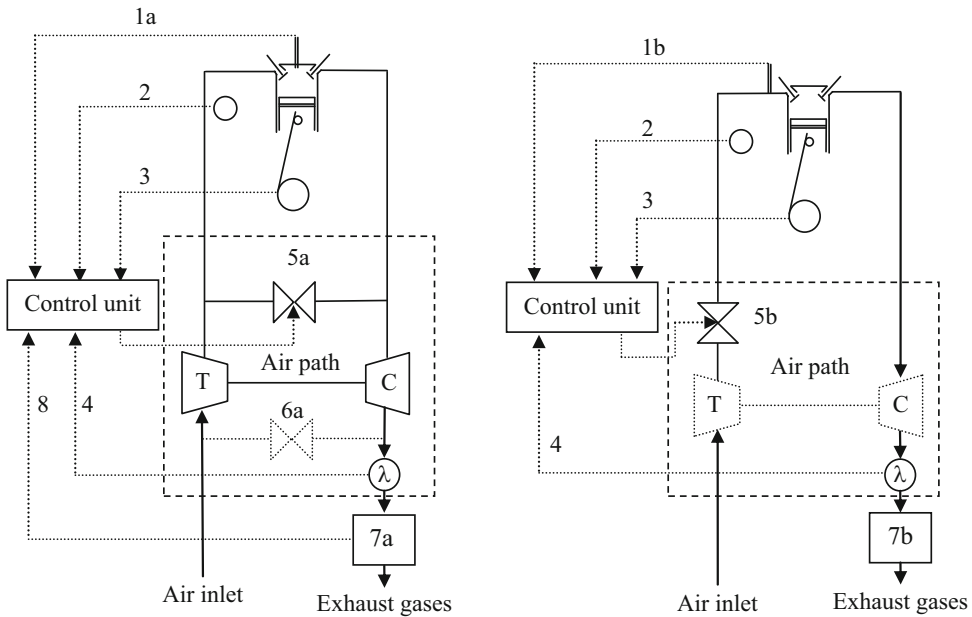 1a
2
3
5a
Control unit
Air path
T
C
8
4
6a
λ
7a
Air inlet
Exhaust gases
1b
2
3
Control unit
5b
Air path
T
C
4
λ
7b
Air inlet
Exhaust gases